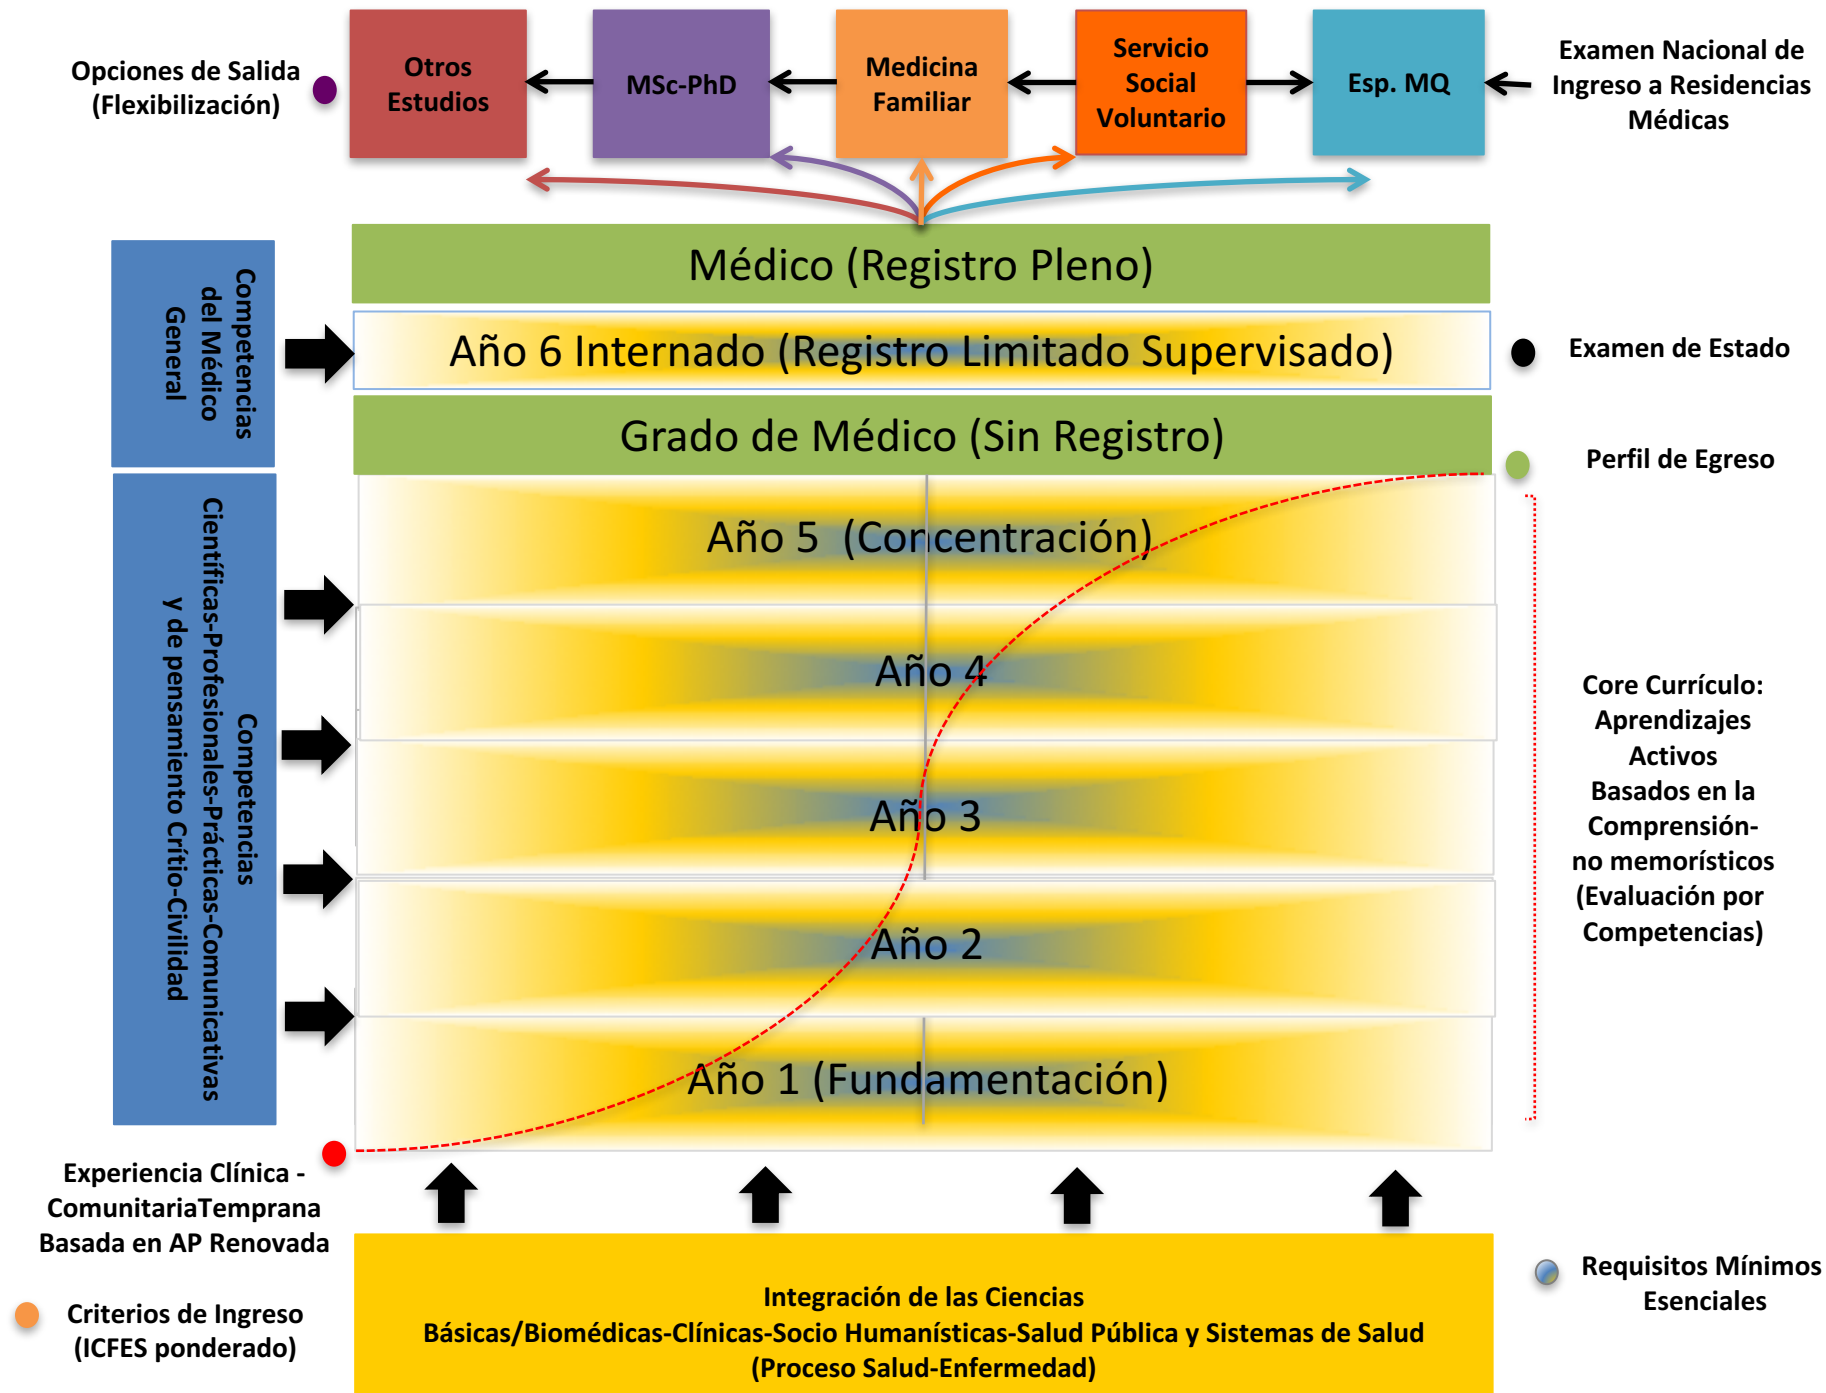 Opciones de Salida
(Flexibilización)
Otros
Estudios
MSc-PhD
Medicina
Familiar
Servicio
Social
Voluntario
Esp. MQ
Examen Nacional de
Ingreso a Residencias
Médicas
Médico (Registro Pleno)
Competencias
del Médico
General
Año 6 Internado (Registro Limitado Supervisado)
Examen de Estado
Grado de Médico (Sin Registro)
Perfil de Egreso
Competencias
Científicas-Profesionales-Prácticas-Comunicativas
y de pensamiento Crítio-Civilidad
Año 5  (Concentración)
Año 4
Año 3
Año 2
Año 1 (Fundamentación)
Core Currículo:
Aprendizajes
Activos
Basados en la
Comprensión-
no memorísticos
(Evaluación por
Competencias)
Experiencia Clínica -
ComunitariaTemprana
Basada en AP Renovada
Criterios de Ingreso
(ICFES ponderado)
Integración de las Ciencias
Básicas/Biomédicas-Clínicas-Socio Humanísticas-Salud Pública y Sistemas de Salud
(Proceso Salud-Enfermedad)
Requisitos Mínimos
Esenciales